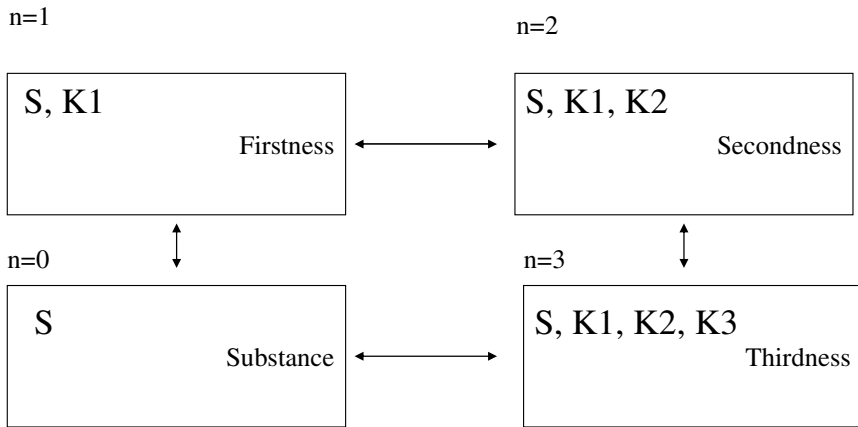 n=1
n=2
S, K1
Firstness
S, K1, K2
Secondness
n=0
n=3
S
Substance
S, K1, K2, K3
Thirdness